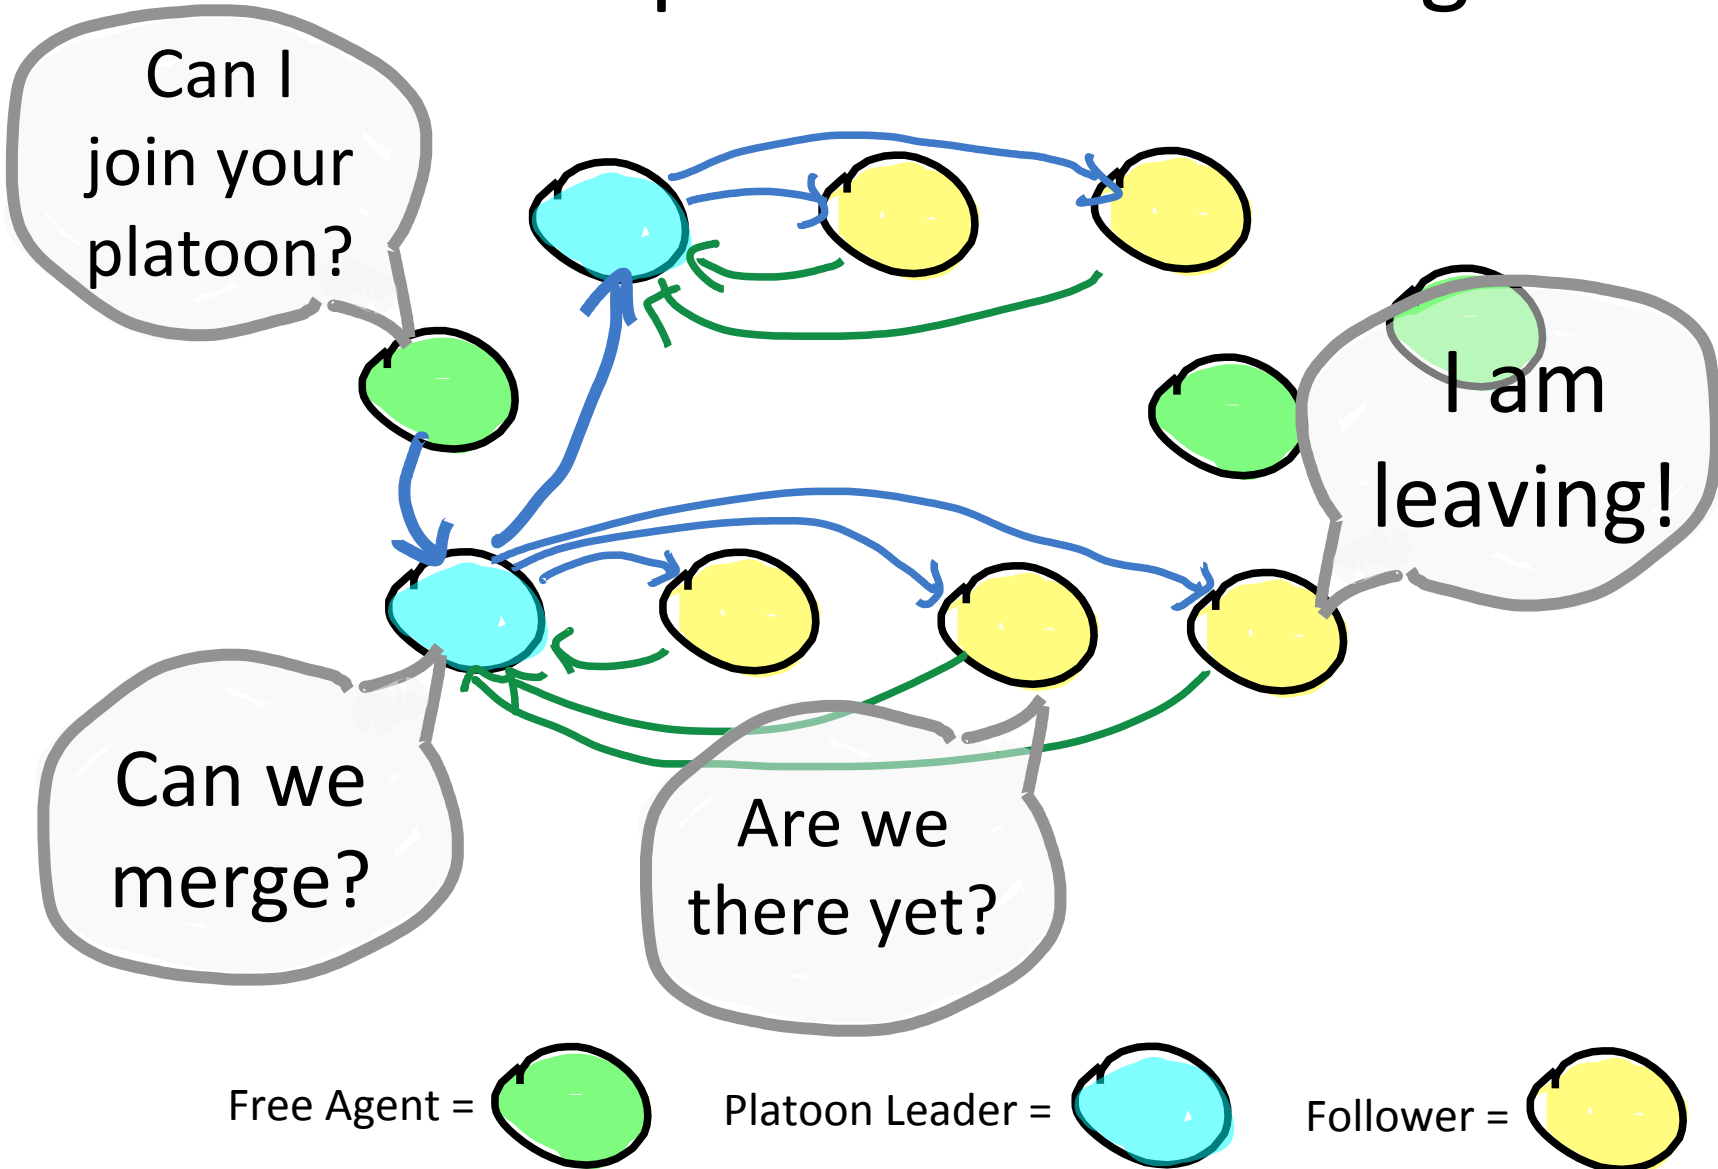 Can I
join your
platoon?
I am
leaving!
Can we
merge?
Are we
there yet?
Free Agent =
Platoon Leader =
Follower =